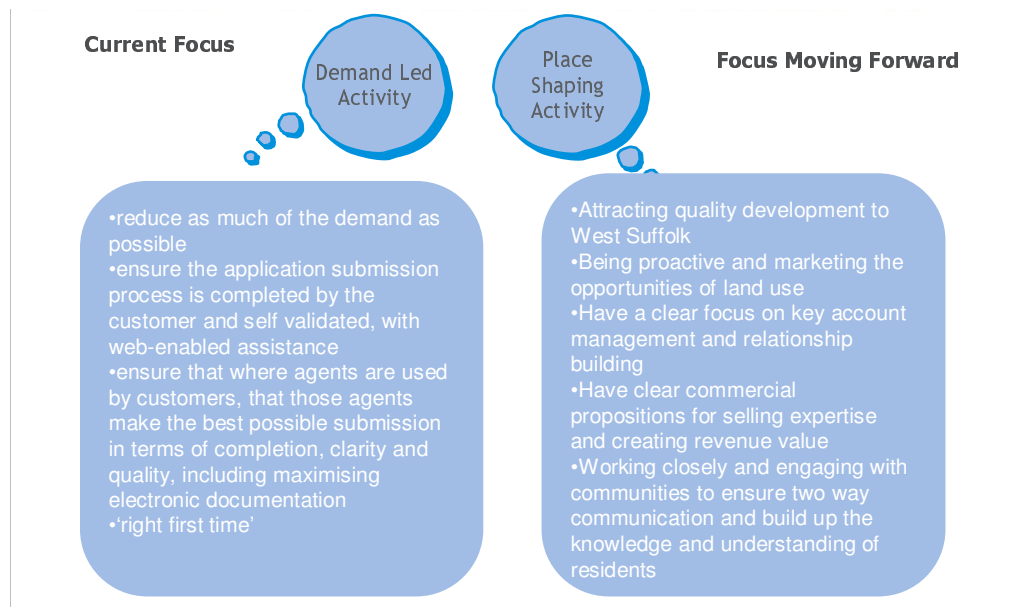 Current Focus
Demand Led
Activity
•reduce as much of the demand as
possible
•ensure the application submission
process is completed by the
customer and self validated, with
web-enabled assistance
•ensure that where agents are used
by customers, that those agents
make the best possible submission
in terms of completion, clarity and
quality, including maximising
electronic documentation
•‘right first time’
Place
Shaping
Activity
Focus Moving Forward
•Attracting quality development to
West Suffolk
•Being proactive and marketing the
opportunities of land use
•Have a clear focus on key account
management and relationship
building
•Have clear commercial
propositions for selling expertise
and creating revenue value
•Working closely and engaging with
communities to ensure two way
communication and build up the
knowledge and understanding of
residents